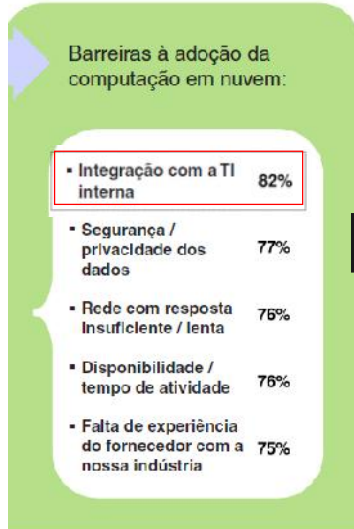 Barreiras à adoção da
computação em nuvem:
▪ Integração com a TI
interna 82%
▪ Segurança /
privacidade dos
dados 77%
▪ Rede com resposta
Insuficiente / lenta 76%
▪ Disponibilidade /
tempo de atividade 76%
▪ Falta de experiência
do fornecedor com a
nossa indústria 75%